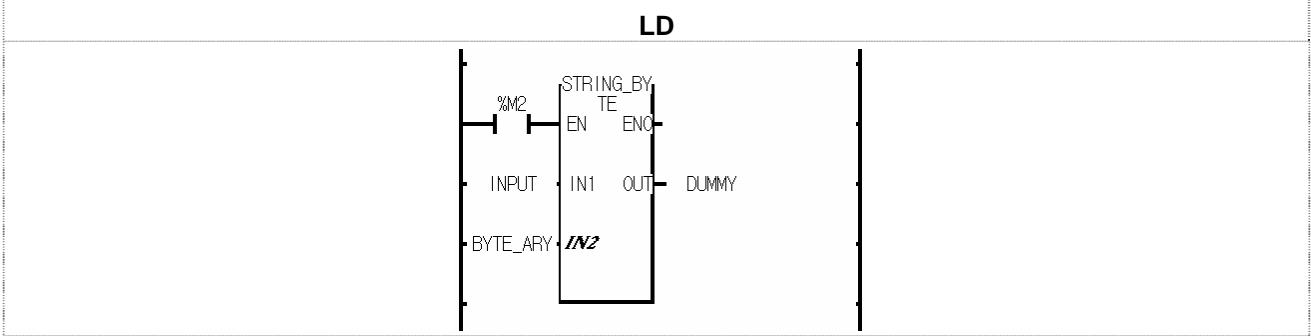 LD
STRING_BY
TE
%M2
EN ENO
INPUT IN1 OUT DUMMY
BYTE_ARY IN2